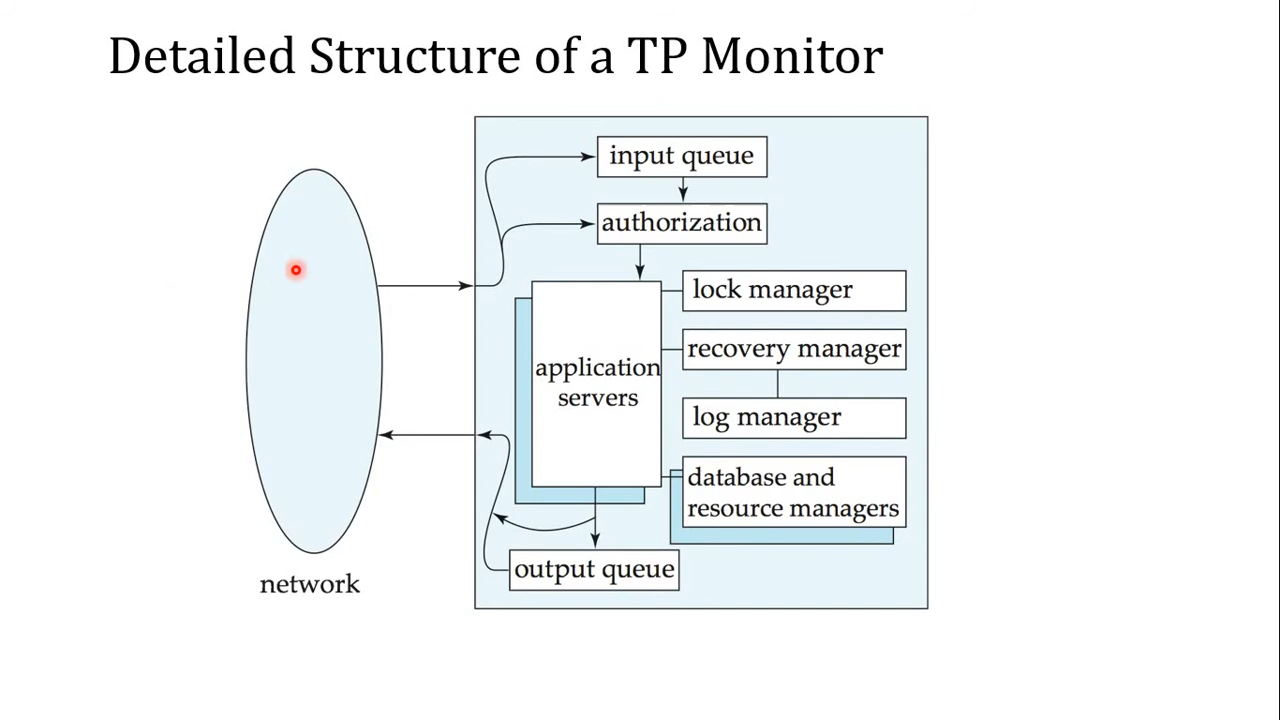 Detailed Structure of a TP Monitor
input queue
authorization
lock manager
recovery manager
application
servers
log manager
database and
resource managers
output queue
network